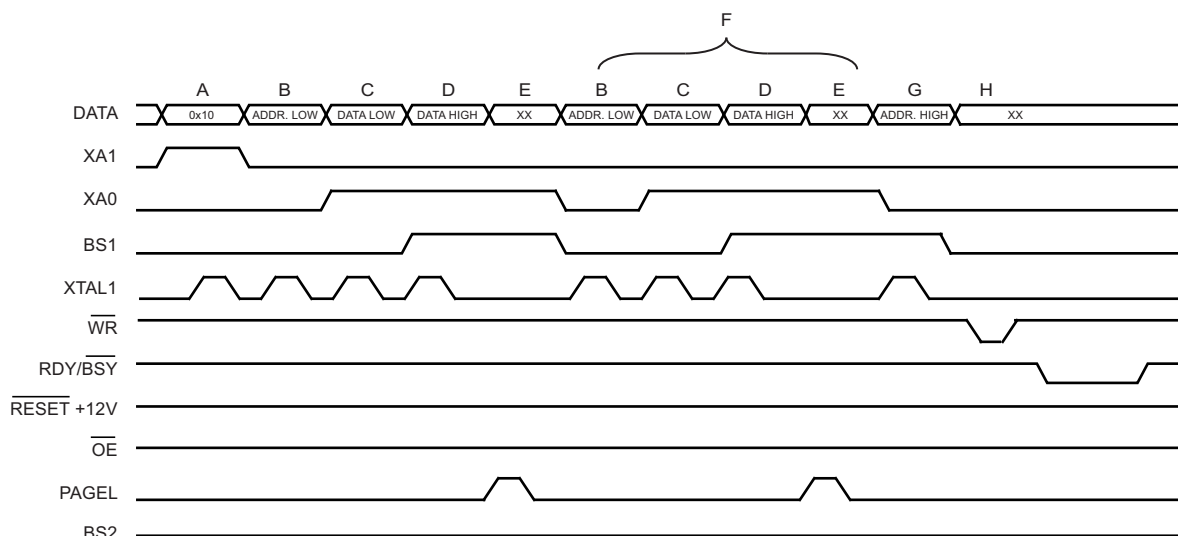 F
A B C D E B C D E G H
DATA 0x10 ADDR. LOW DATA LOW DATA HIGH XX ADDR. LOW DATA LOW DATA HIGH XX ADDR. HIGH XX
XA1
XA0
BS1
XTAL1
WR
RDY/BSY
RESET +12V
OE
PAGEL
BS2